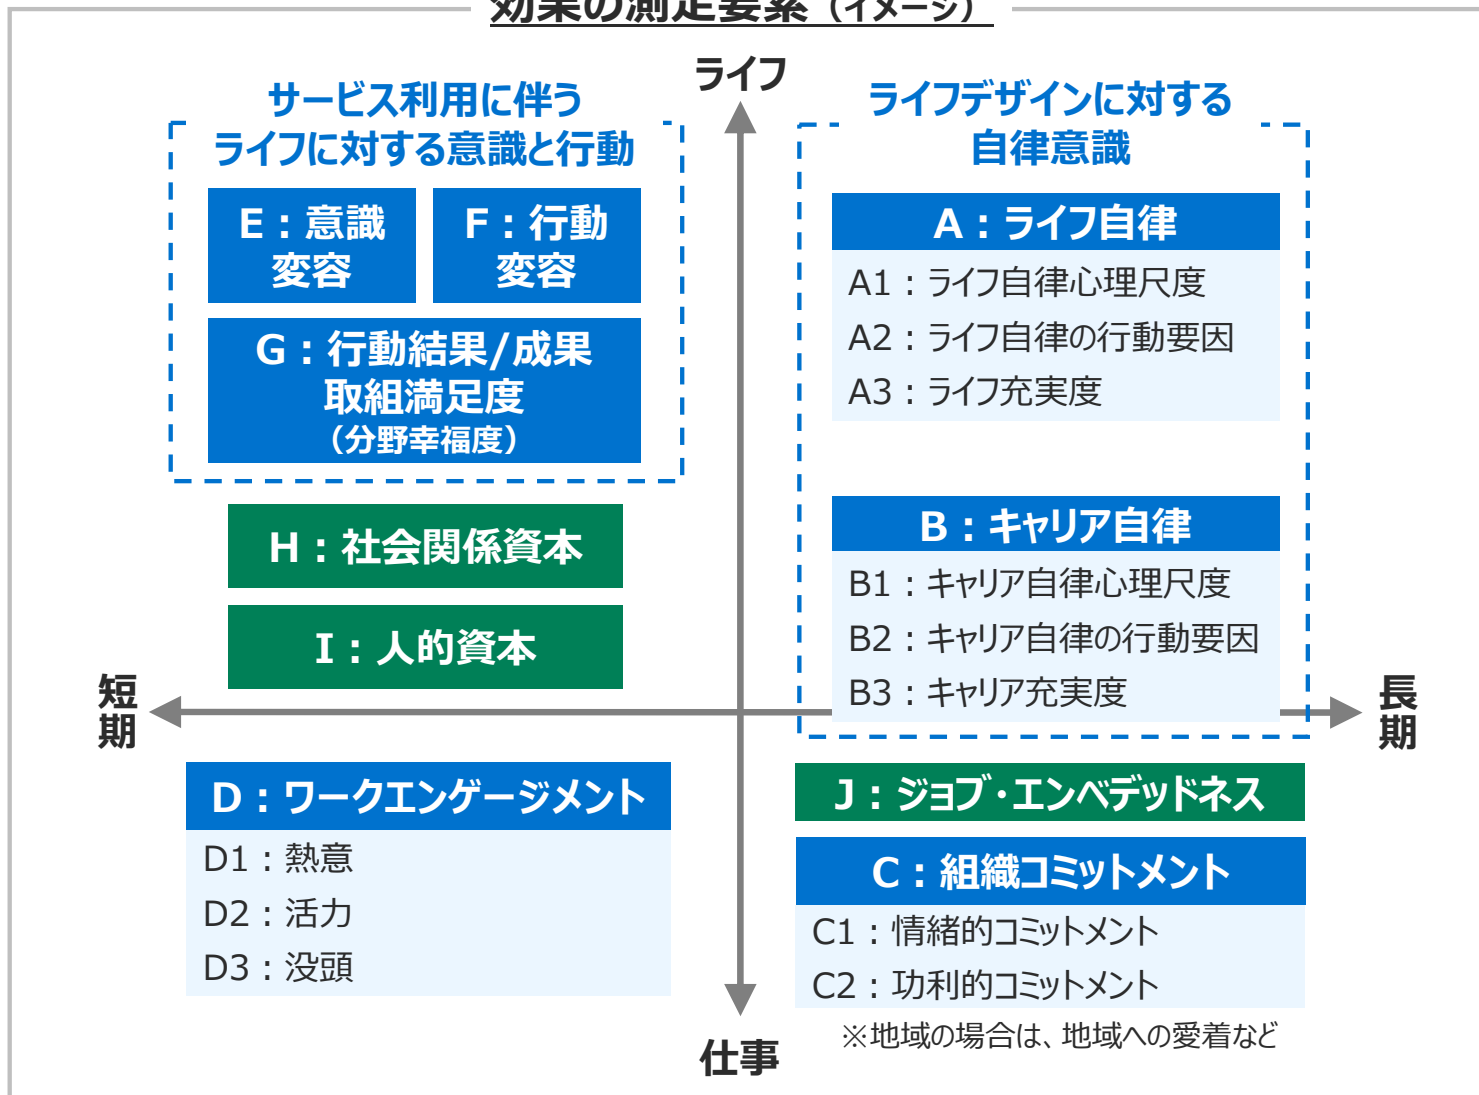 効果の測定要素（イメージ）
ライフ
サービス利用に伴う
ライフに対する意識と行動
E：意識
変容
F：行動
変容
G：行動結果/成果
取組満足度
（分野幸福度）
H：社会関係資本
I：人的資本
ライフデザインに対する
自律意識
A：ライフ自律
A1：ライフ自律心理尺度
A2：ライフ自律の行動要因
A3：ライフ充実度
B：キャリア自律
B1：キャリア自律心理尺度
B2：キャリア自律の行動要因
B3：キャリア充実度
短期
長期
D：ワークエンゲージメント
D1：熱意
D2：活力
D3：没頭
J：ジョブ・エンベデッドネス
C：組織コミットメント
C1：情緒的コミットメント
C2：功利的コミットメント
※地域の場合は、地域への愛着など
仕事